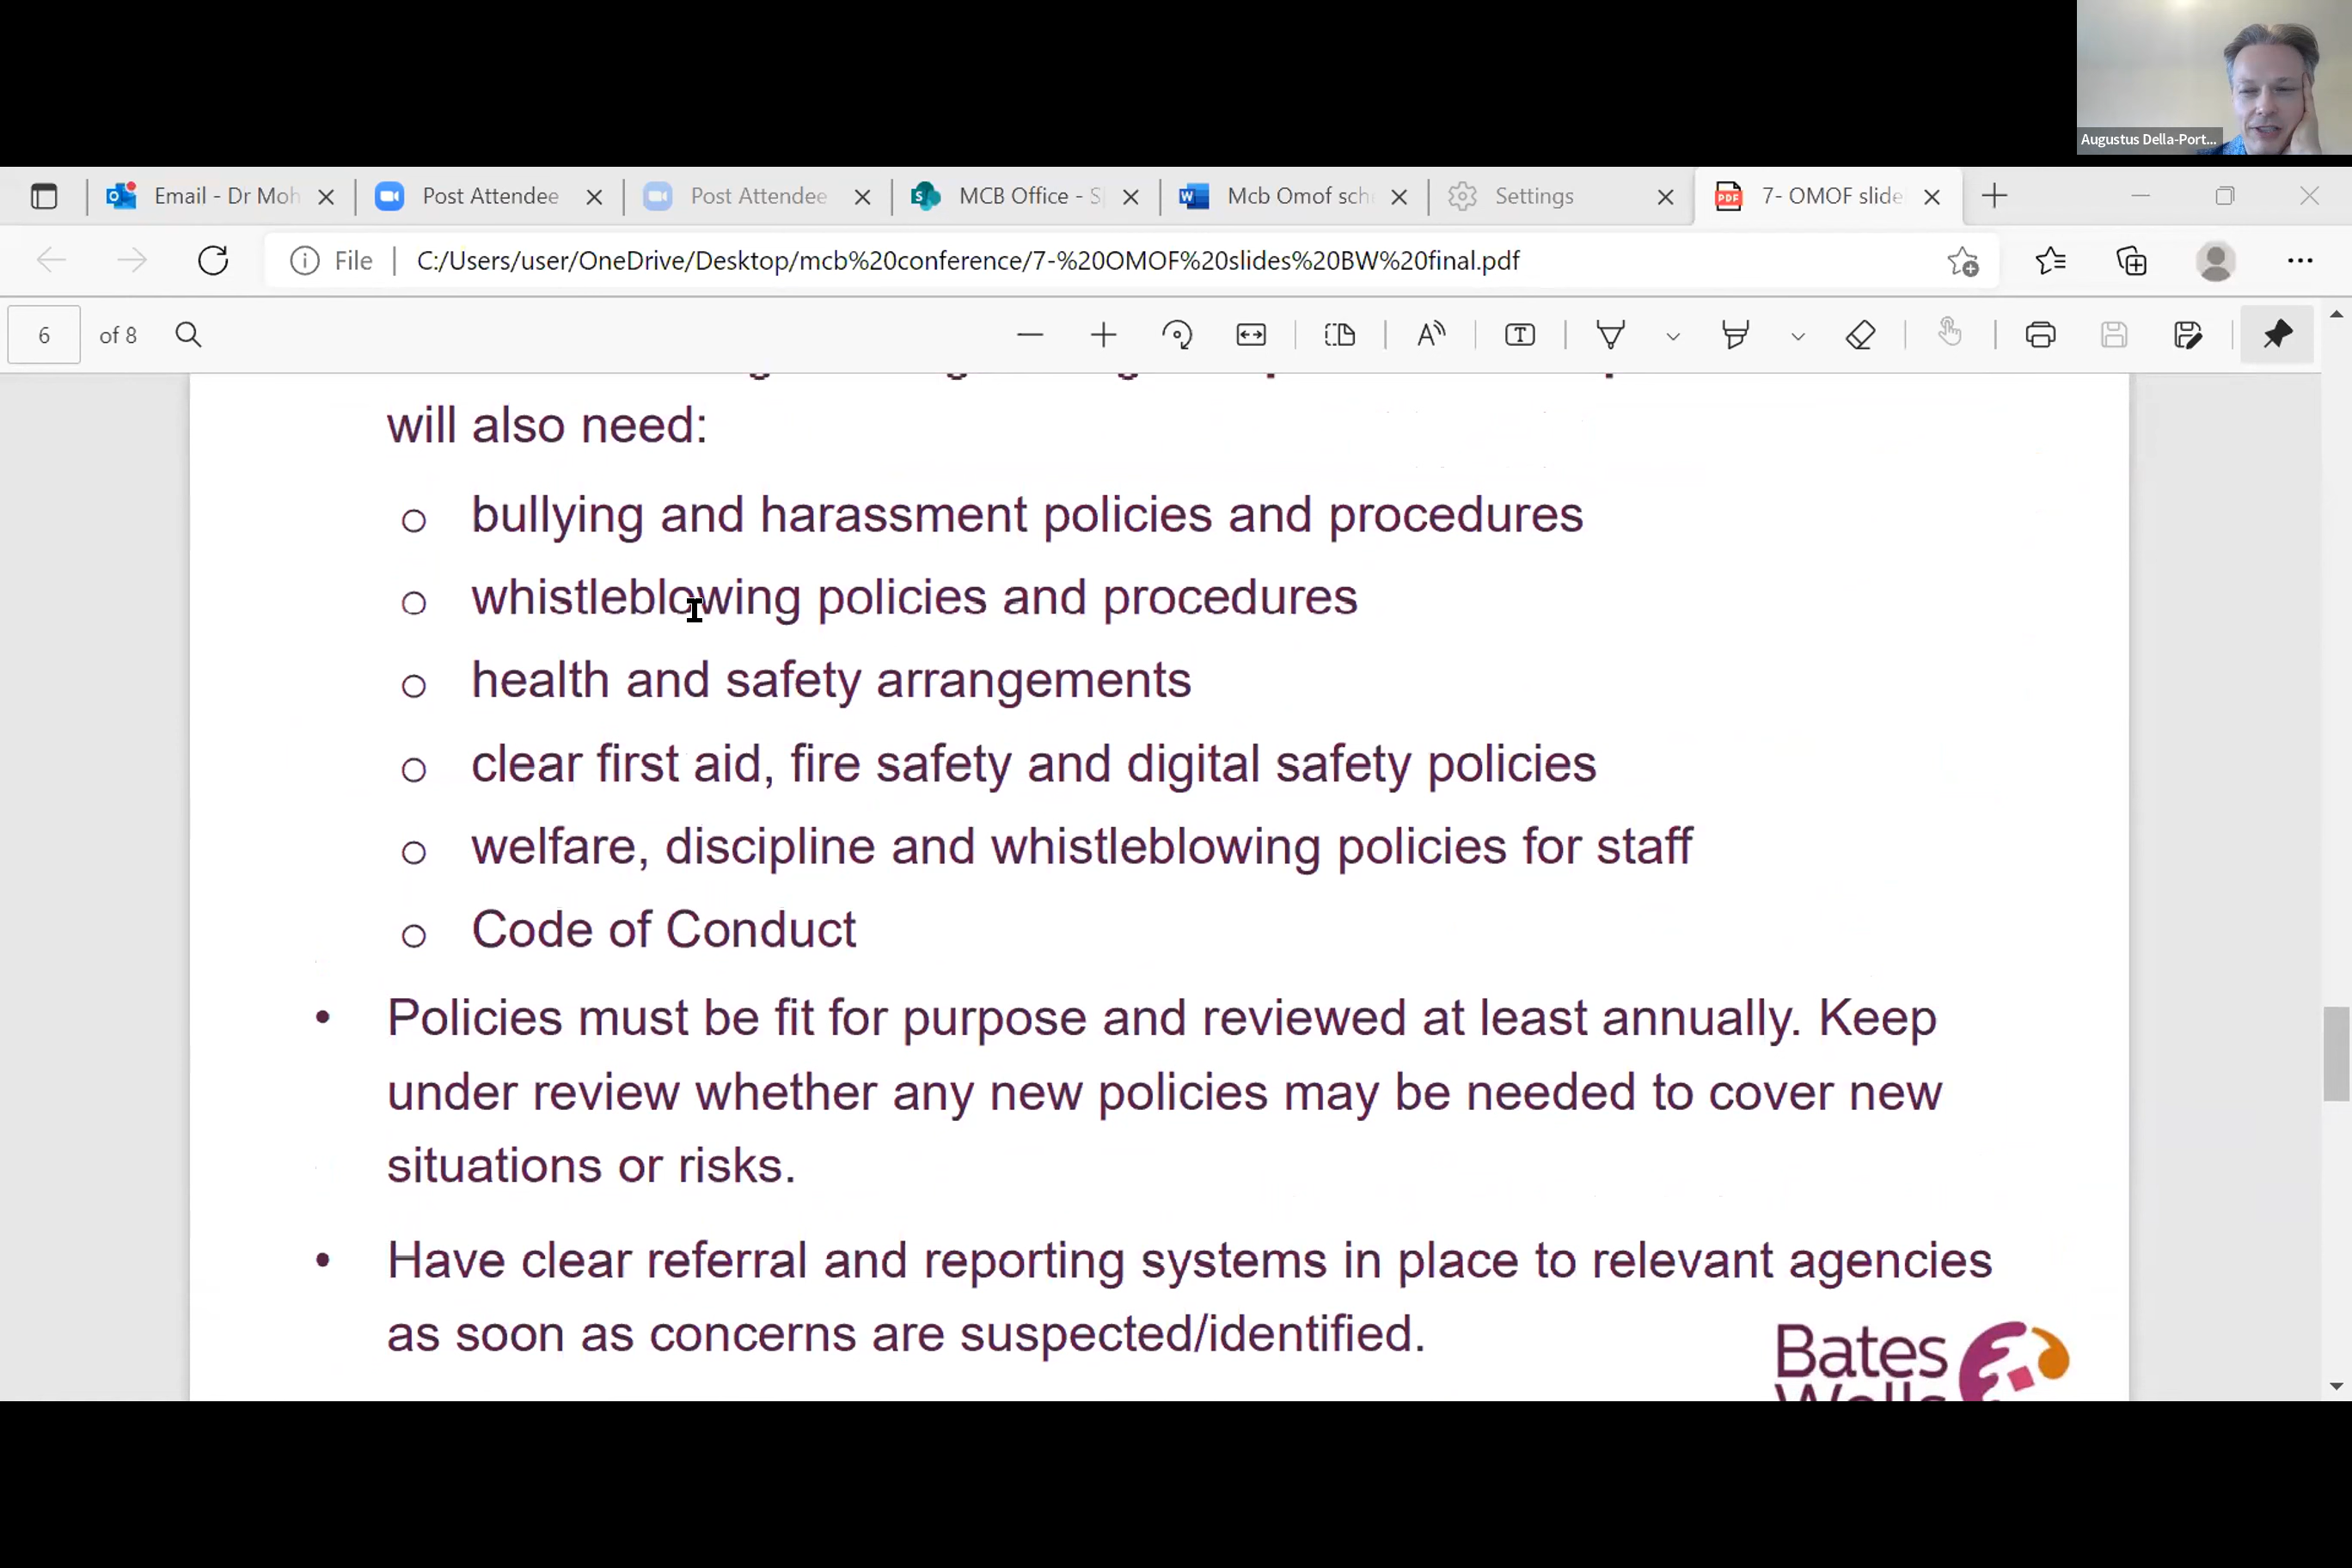 Augustus Della-Port...
Email - Dr Moh
Post Attendee
Post Attendee
MCB Office - S
Mcb Omof sch
Settings
7- OMOF slide
File
C:/Users/user/OneDrive/Desktop/mcb%20conference/7-%20OMOF%20slides%20BW%20final.pdf
6 of 8
will also need:
bullying and harassment policies and procedures
whistleblowing policies and procedures
health and safety arrangements
clear first aid, fire safety and digital safety policies
welfare, discipline and whistleblowing policies for staff
Code of Conduct
• Policies must be fit for purpose and reviewed at least annually. Keep
under review whether any new policies may be needed to cover new
situations or risks.
• Have clear referral and reporting systems in place to relevant agencies
as soon as concerns are suspected/identified.
Bates
Wells